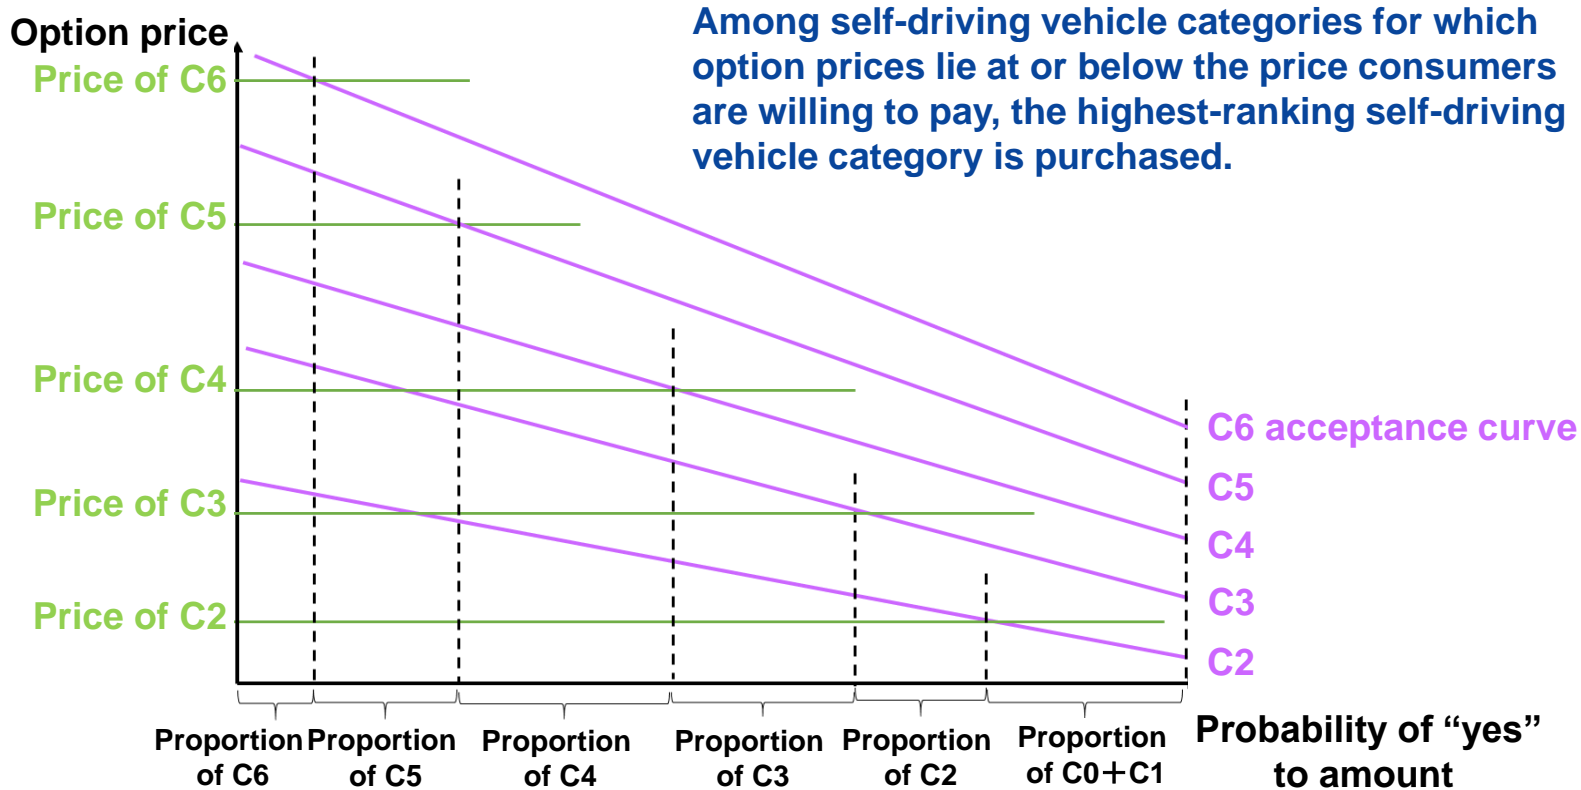 Option price
Among self-driving vehicle categories for which
option prices lie at or below the price consumers
are willing to pay, the highest-ranking self-driving
vehicle category is purchased.
Price of C6
Price of C5
Price of C4
Price of C3
Price of C2
C6 acceptance curve
C5
C4
C3
C2
Proportion
of C6
Proportion
of C5
Proportion
of C4
Proportion
of C3
Proportion
of C2
Proportion
of C0＋C1
Probability of “yes”
to amount